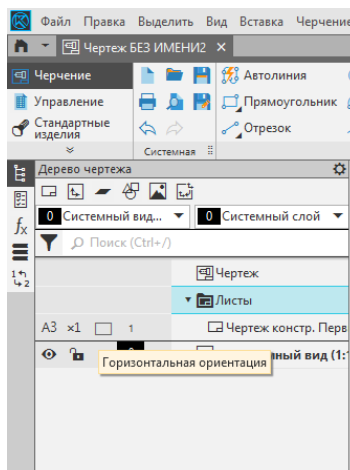 Файл Правка Выделить Вид Вставка Черчение
Чертеж БЕЗ ИМЕНИ2 ×
Черчение
Управление
Стандартные
изделия
Автолиния
Прямоугольник
Отрезок
Системная
Дерево чертежа
0 Системный вид... 0 Системный слой
Поиск (Ctrl+/)
Чертеж
Листы
A3 x1 1 Чертеж констр. Перв
ный вид (1:1
Горизонтальная ориентация